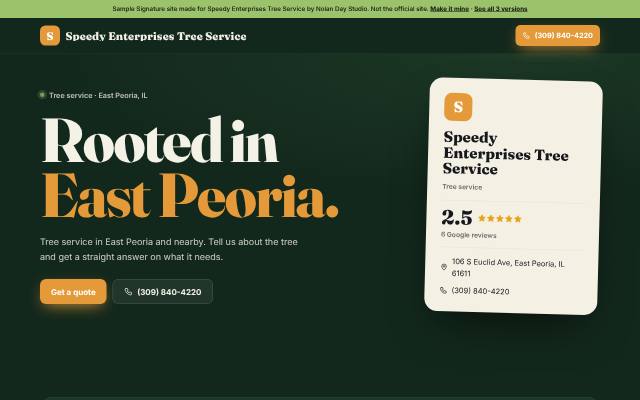 Sample Signature site made for Speedy Enterprises Tree Service by Nolan Day Studio. Not the official site. Make it mine · See all 3 versions
S Speedy Enterprises Tree Service
(309) 840-4220
Tree service · East Peoria, IL
Rooted in
East Peoria.
Tree service in East Peoria and nearby. Tell us about the tree
and get a straight answer on what it needs.
Get a quote
(309) 840-4220
S
Speedy
Enterprises Tree
Service
Tree service
2.5
6 Google reviews
106 S Euclid Ave, East Peoria, IL
61611
(309) 840-4220